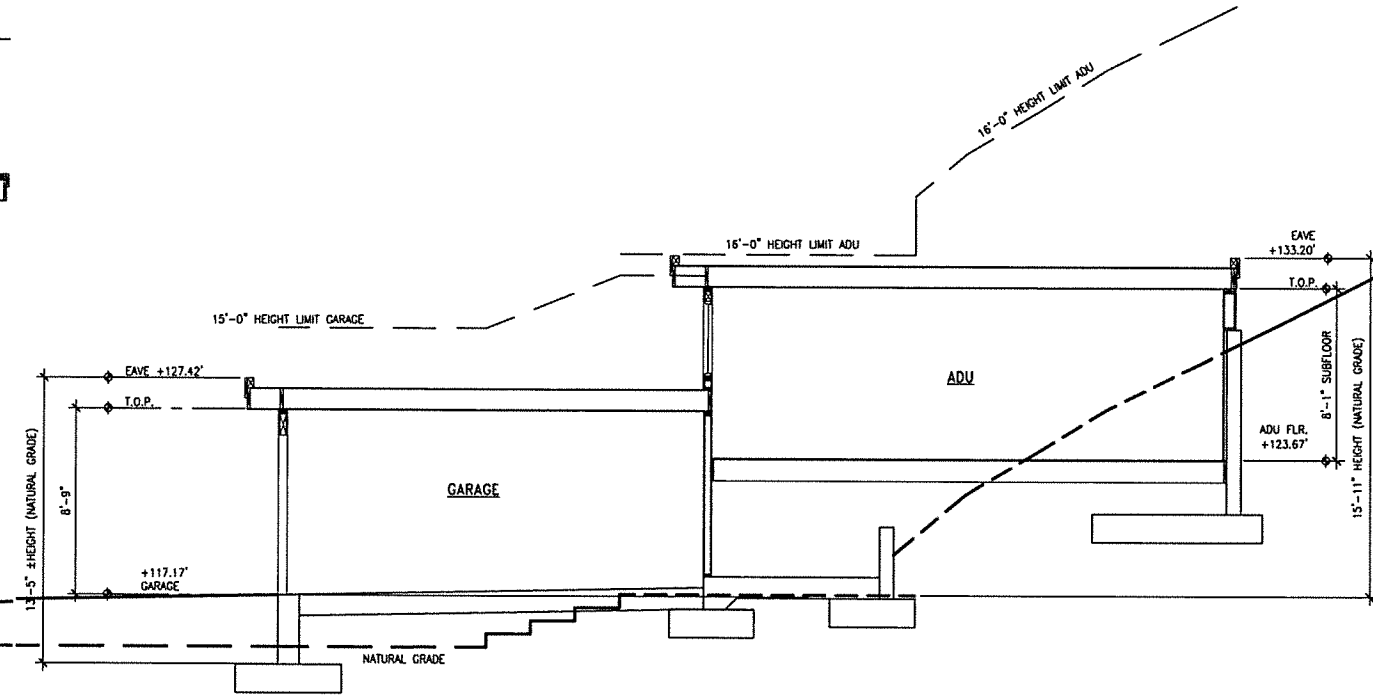 16'-0" HEIGHT LIMIT ADU
16'-0" HEIGHT LIMIT ADU
EAVE
+133.20'
T.O.P.
15'-0" HEIGHT LIMIT GARAGE
EAVE +127.42'
T.O.P.
ADU
8'-1" SUBFLOOR
15'-11" HEIGHT (NATURAL GRADE)
ADU FLR.
+123.67'
GARAGE
8'-9"
13'-5" ±HEIGHT (NATURAL GRADE)
+117.17'
GARAGE
NATURAL GRADE